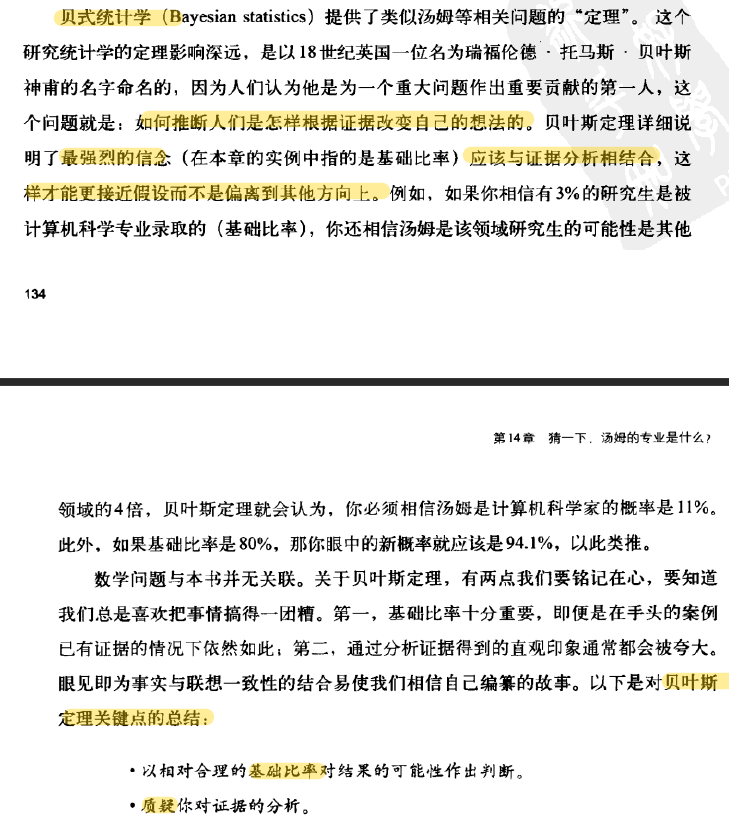 贝式统计学（Bayesian statistics）提供了类似汤姆等相关问题的“定理”。 这个
研究统计学的定理影响深远，是以18世纪英国一位名为瑞福伦德·托马斯·贝叶斯
神甫的名字命名的，因为人们认为他是为一个重大问题作出重要贡献的第一人，这
个问题就是：如何推断人们是怎样根据证据改变自己的想法的。贝叶斯定理详细说
明了最强烈的信念（在本章的实例中指的是基础比率）应该与证据分析相结合，这
样才能更接近假设而不是偏离到其他方向上。例如，如果你相信有3%的研究生是被
计算机科学专业录取的（基础比率），你还相信汤姆是该领域研究生的可能性是其他
134
第14章 猜一下，汤姆的专业是什么？
领域的4倍，贝叶斯定理就会认为，你必须相信汤姆是计算机科学家的概率是11%。
此外，如果基础比率是80%，那你眼中的新概率就应该是94.1%，以此类推。
数学问题与本书并无关联。关于贝叶斯定理，有两点我们要铭记在心，要知道
我们总是喜欢把事情搞得一团糟。第一，基础比率十分重要，即便是在手头的案例
已有证据的情况下依然如此；第二，通过分析证据得到的直观印象通常都会被夸大。
眼见即为事实与联想一致性的结合易使我们相信自己编纂的故事。以下是对贝叶斯
定理关键点的总结：
•以相对合理的基础比率对结果的可能性作出判断。
•质疑你对证据的分析。